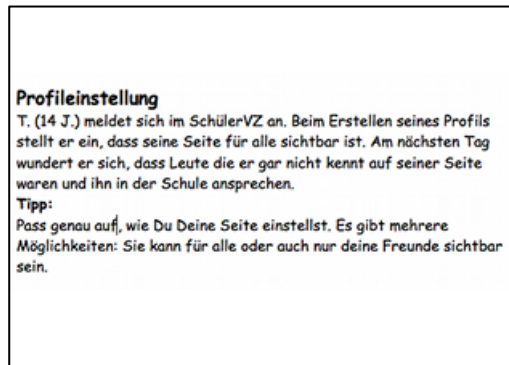 Profileinstellung
T. (14 J.) meldet sich im SchülerVZ an. Beim Erstellen seines Profils
stellt er ein, dass seine Seite für alle sichtbar ist. Am nächsten Tag
wundert er sich, dass Leute die er gar nicht kennt auf seiner Seite
waren und ihn in der Schule ansprechen.
Tipp:
Pass genau auf, wie Du Deine Seite einstellst. Es gibt mehrere
Möglichkeiten: Sie kann für alle oder auch nur deine Freunde sichtbar
sein.